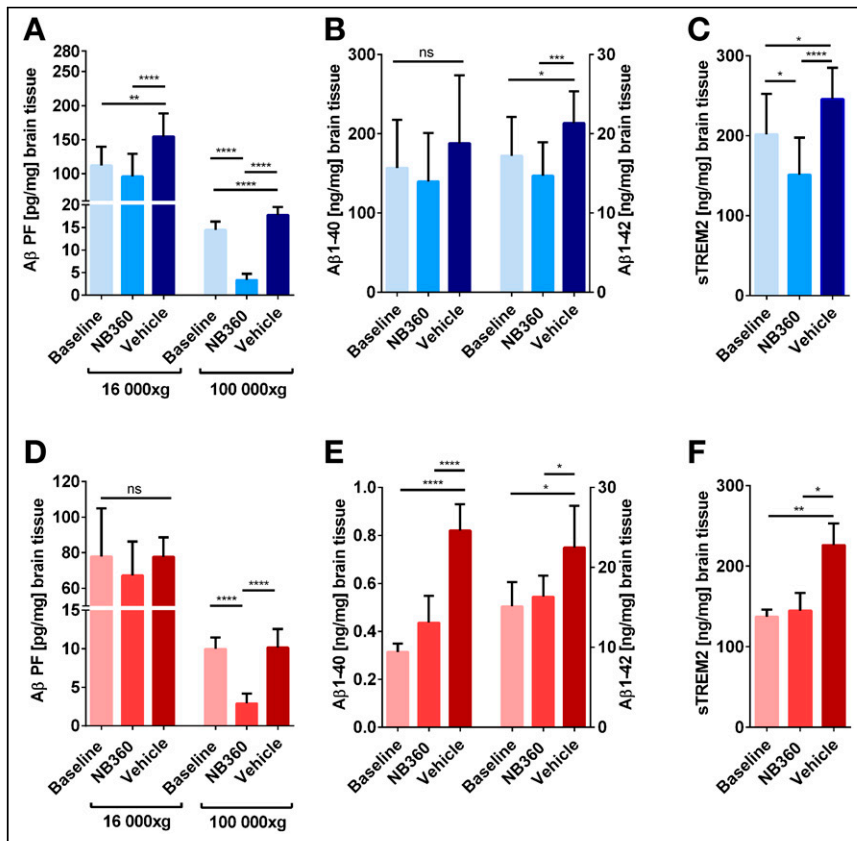 A
B
C
Aβ PF [pg/mg] brain tissue
280
240
200
150
100
20
15
10
5
0
****
**
****
****
****
Baseline
NB360
Vehicle
Baseline
NB360
Vehicle
16 000xg
100 000xg
Aβ1-40 [ng/mg] brain tissue
300
200
100
0
ns
***
*
30
20
10
0
Aβ1-42 [ng/mg] brain tissue
Baseline
NB360
Vehicle
Baseline
NB360
Vehicle
sTREM2 [ng/mg] brain tissue
300
200
100
0
*
****
*
Baseline
NB360
Vehicle
D
E
F
Aβ PF [pg/mg] brain tissue
120
100
80
60
15
10
5
0
ns
****
****
Baseline
NB360
Vehicle
Baseline
NB360
Vehicle
16 000xg
100 000xg
Aβ1-40 [ng/mg] brain tissue
1.0
0.8
0.6
0.4
0.2
0.0
****
****
*
*
30
20
10
0
Aβ1-42 [ng/mg] brain tissue
Baseline
NB360
Vehicle
Baseline
NB360
Vehicle
sTREM2 [ng/mg] brain tissue
300
200
100
0
*
**
Baseline
NB360
Vehicle